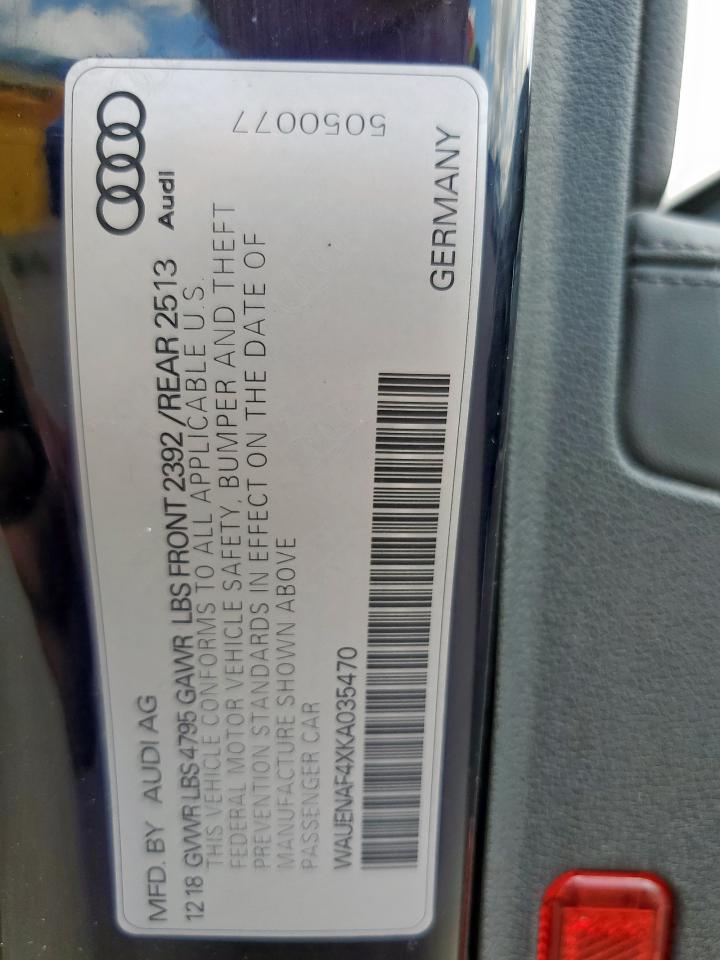 MFD. BY AUDI AG
Audi
12 18 GVWR LBS 4795 GAWR LBS FRONT 2392 /REAR 2513
THIS VEHICLE CONFORMS TO ALL APPLICABLE U.S.
FEDERAL MOTOR VEHICLE SAFETY, BUMPER AND THEFT
PREVENTION STANDARDS IN EFFECT ON THE DATE OF
MANUFACTURE SHOWN ABOVE
PASSENGER CAR
WAUENAF4XKA035470
GERMANY
5050077